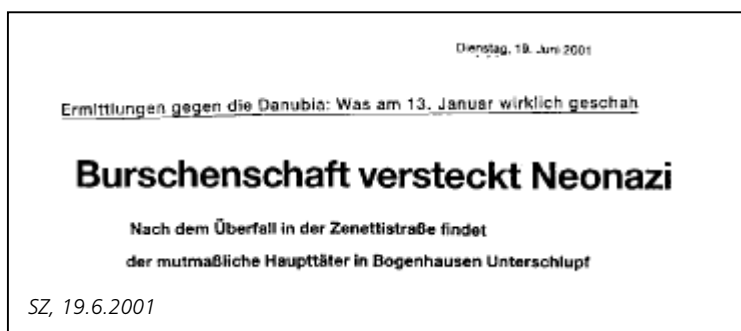 Dienstag, 19. Juni 2001
Ermittlungen gegen die Danubia: Was am 13. Januar wirklich geschah
Burschenschaft versteckt Neonazi
Nach dem Überfall in der Zenettistraße findet
der mutmaßliche Haupttäter in Bogenhausen Unterschlupf
SZ, 19.6.2001